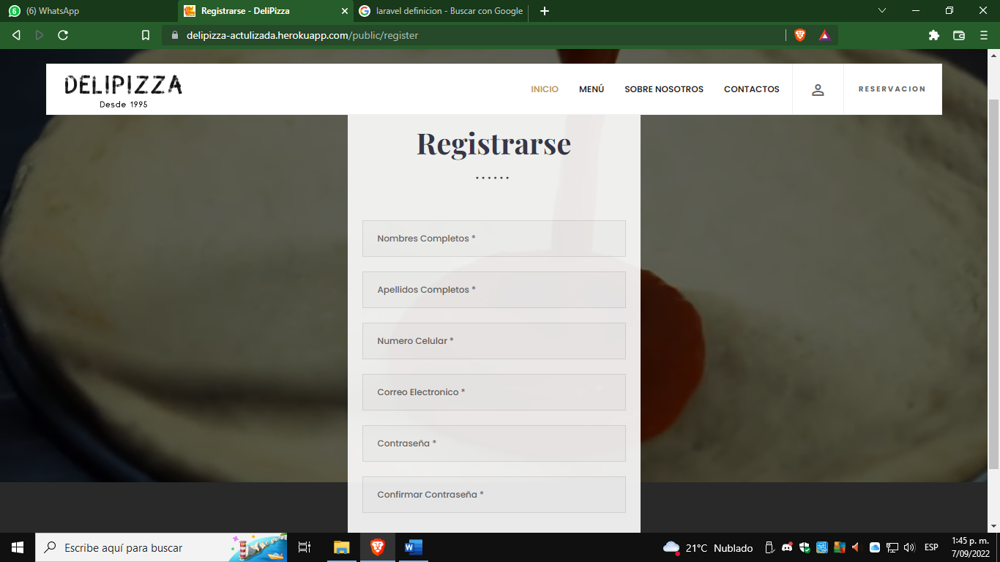 (6) WhatsApp
Registrarse - DeliPizza
laravel definicion - Buscar con Google
delipizza-actulizada.herokuapp.com/public/register
DELIPIZZA
Desde 1995
INICIO
MENÚ
SOBRE NOSOTROS
CONTACTOS
RESERVACION
Registrarse
Nombres Completos *
Apellidos Completos *
Numero Celular *
Correo Electronico *
Contraseña *
Confirmar Contraseña *
Escribe aquí para buscar
21°C Nublado
ESP
1:45 p. m.
7/09/2022